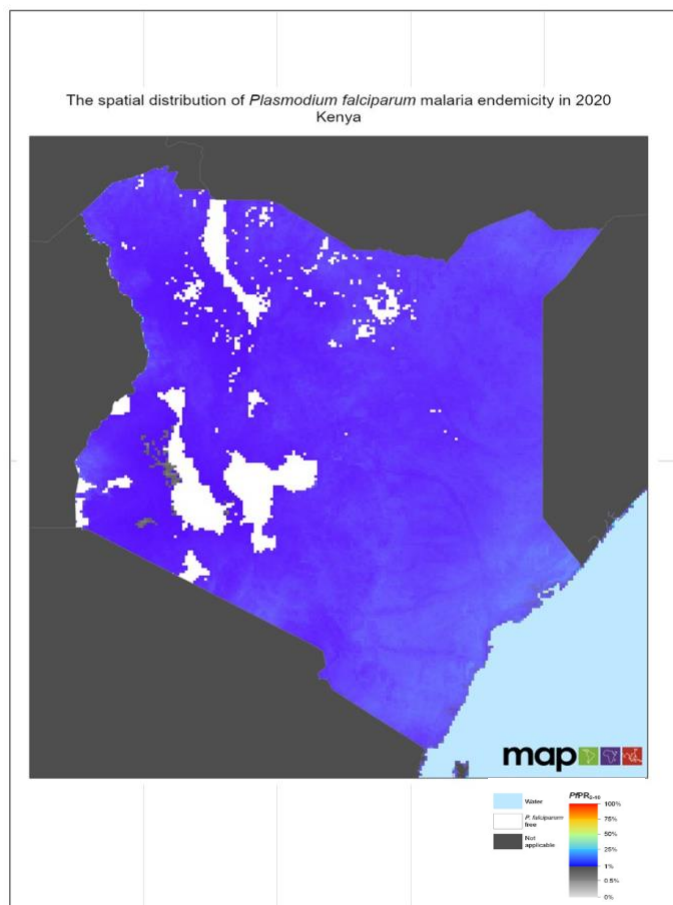 The spatial distribution of Plasmodium falciparum malaria endemicity in 2020
Kenya
map
Water
P. falciparum
free
Not
applicable
PfPR2-10
100%
75%
50%
25%
1%
0.5%
0%